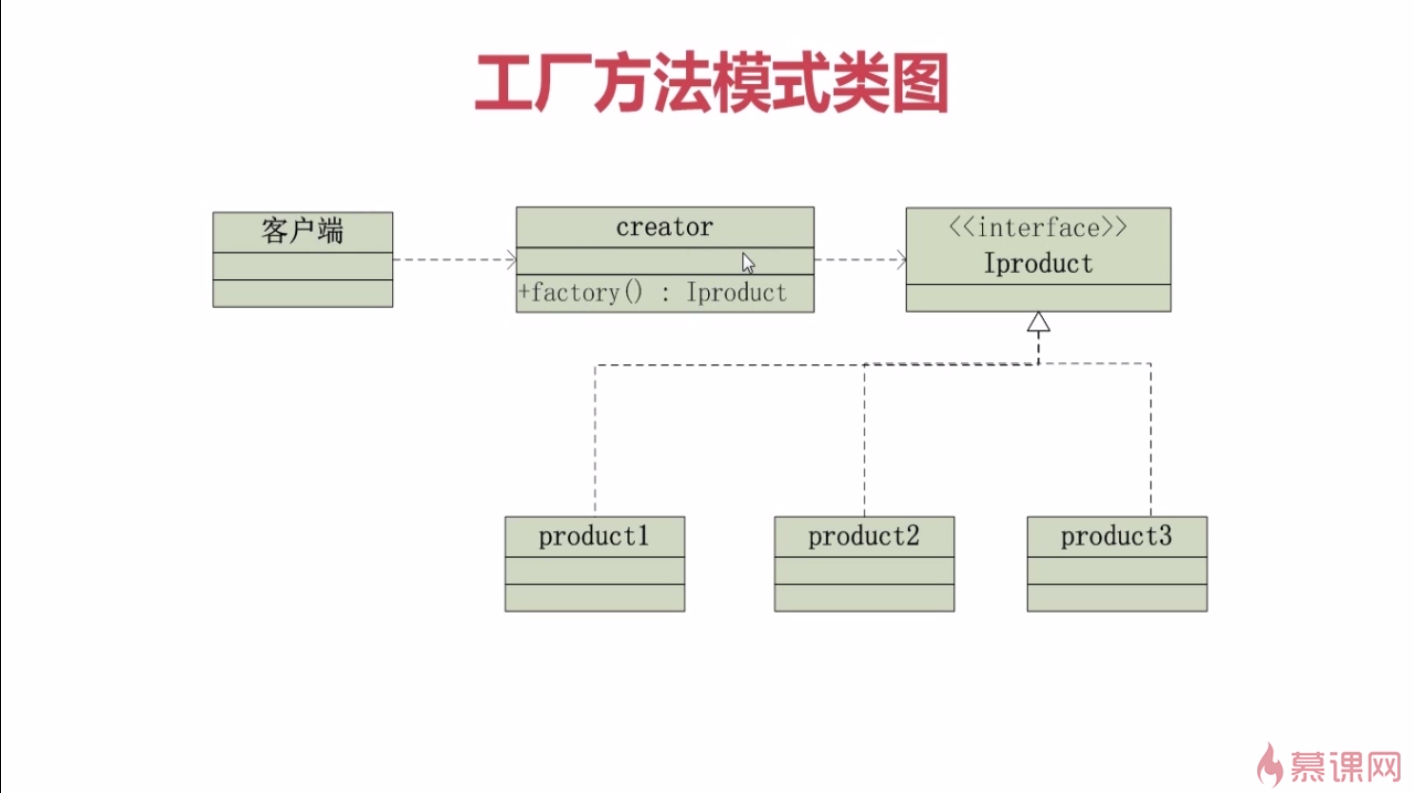 工厂方法模式类图
客户端
creator
+factory() : Iproduct
<<interface>>
Iproduct
product1
product2
product3
慕课网